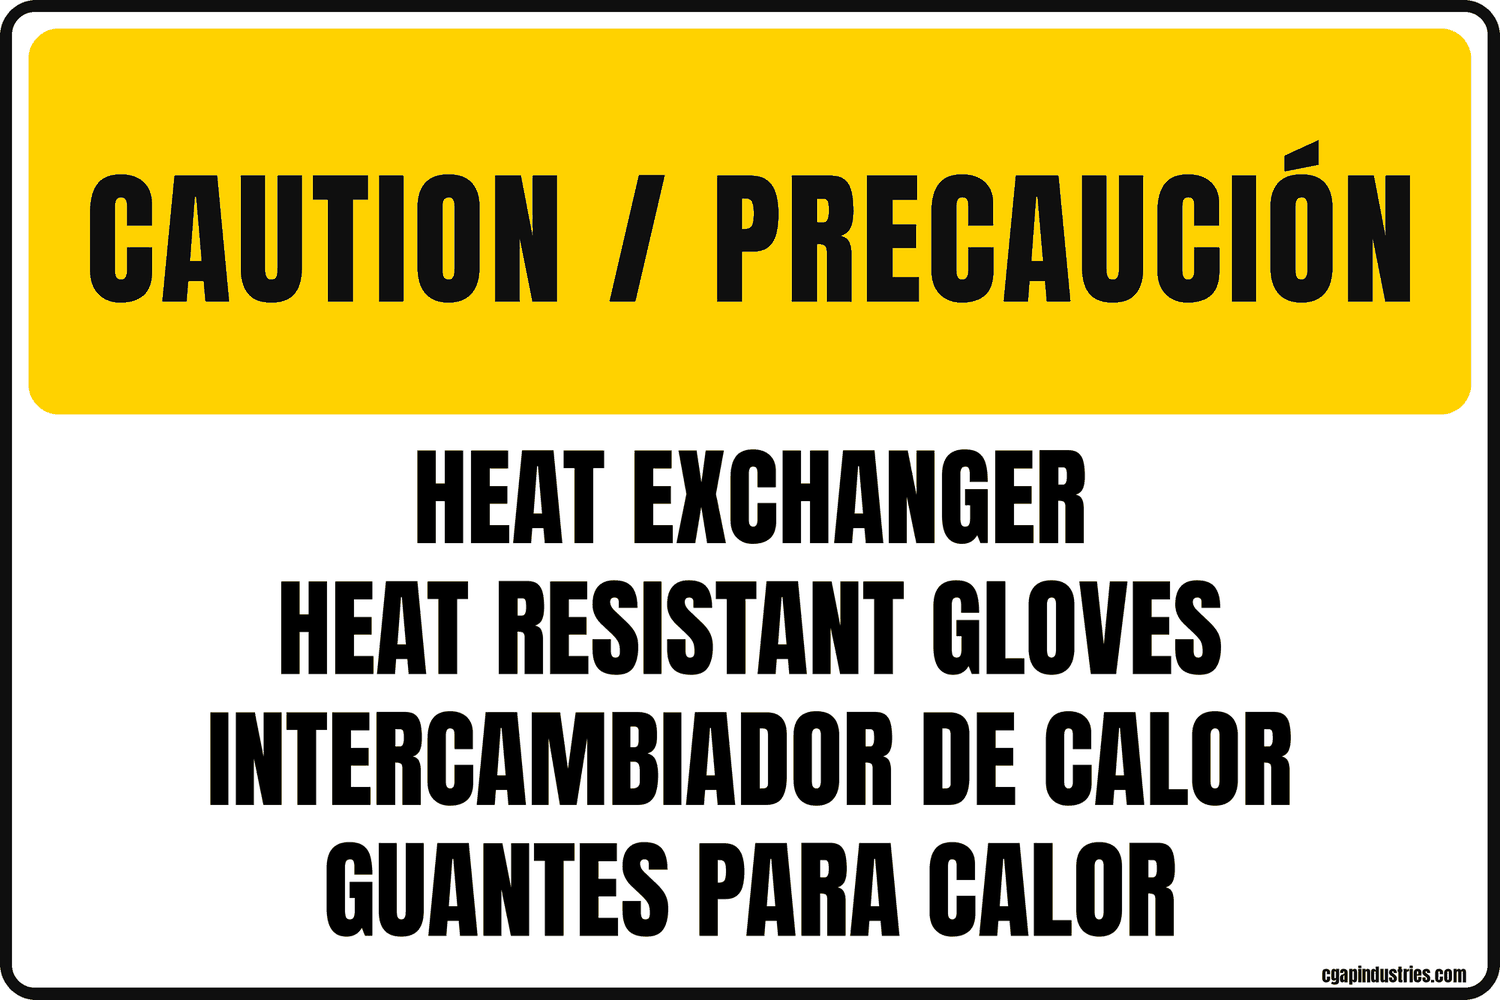 CAUTION / PRECAUCIÓN
HEAT EXCHANGER
HEAT RESISTANT GLOVES
INTERCAMBIADOR DE CALOR
GUANTES PARA CALOR
cgapindustries.com